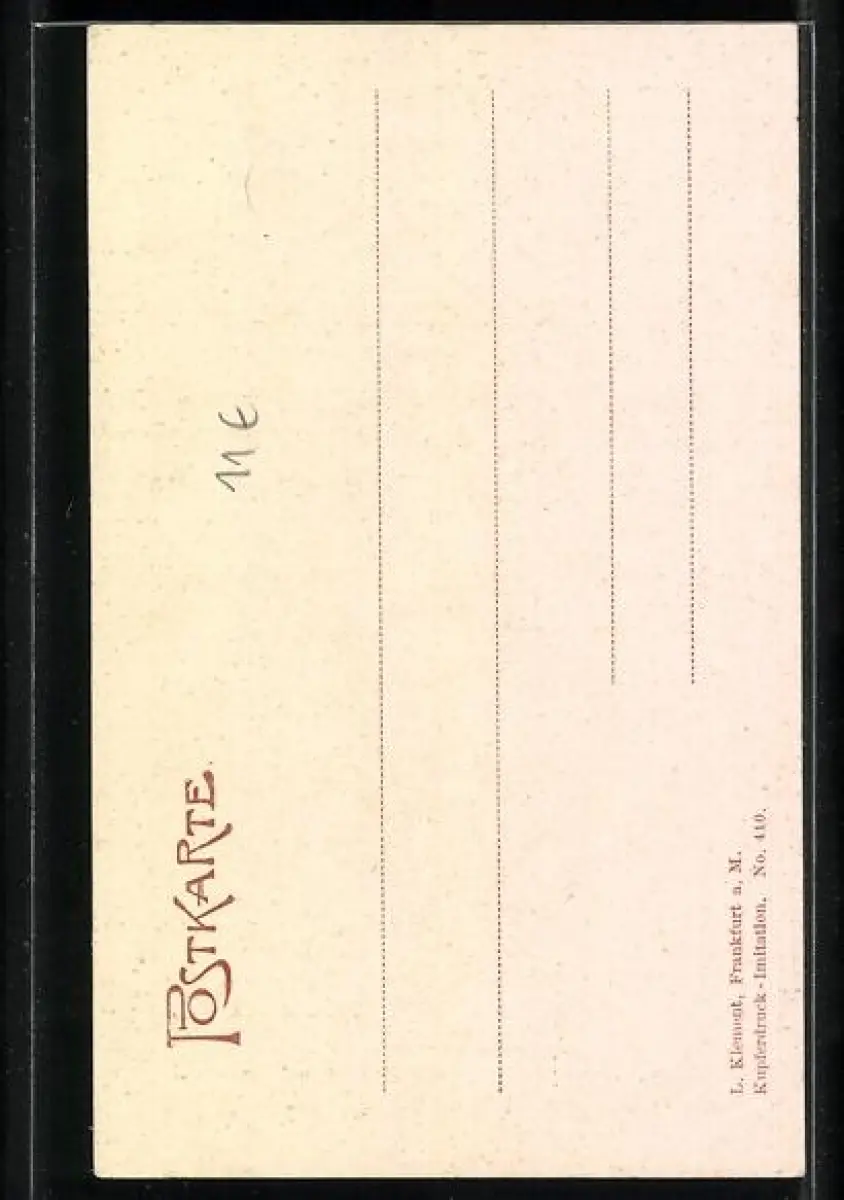 POSTKARTE.
11 €
L. Klement, Frankfurt a. M.
Kupferdruck-Imitation. No. 410.